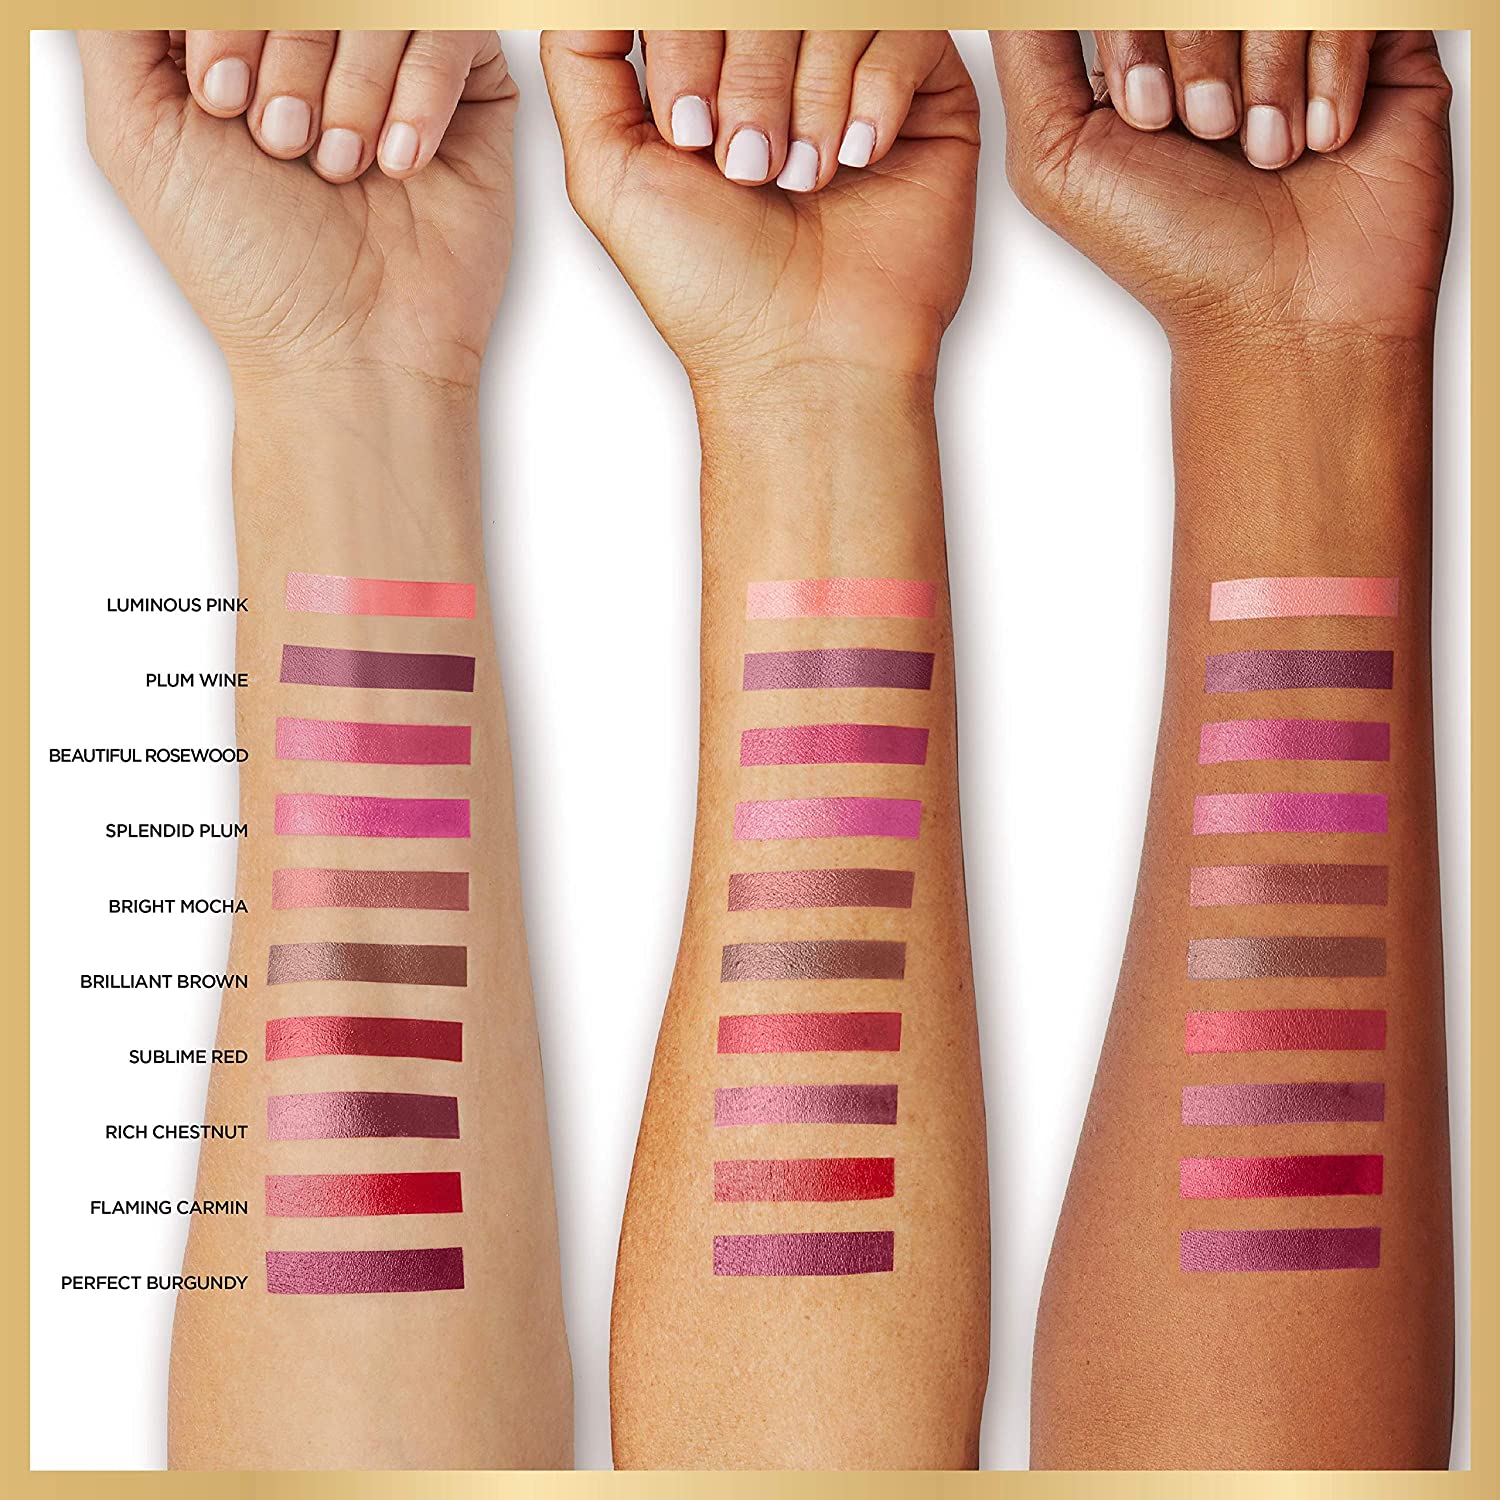 LUMINOUS PINK
PLUM WINE
BEAUTIFUL ROSEWOOD
SPLENDID PLUM
BRIGHT MOCHA
BRILLIANT BROWN
SUBLIME RED
RICH CHESTNUT
FLAMING CARMIN
PERFECT BURGUNDY